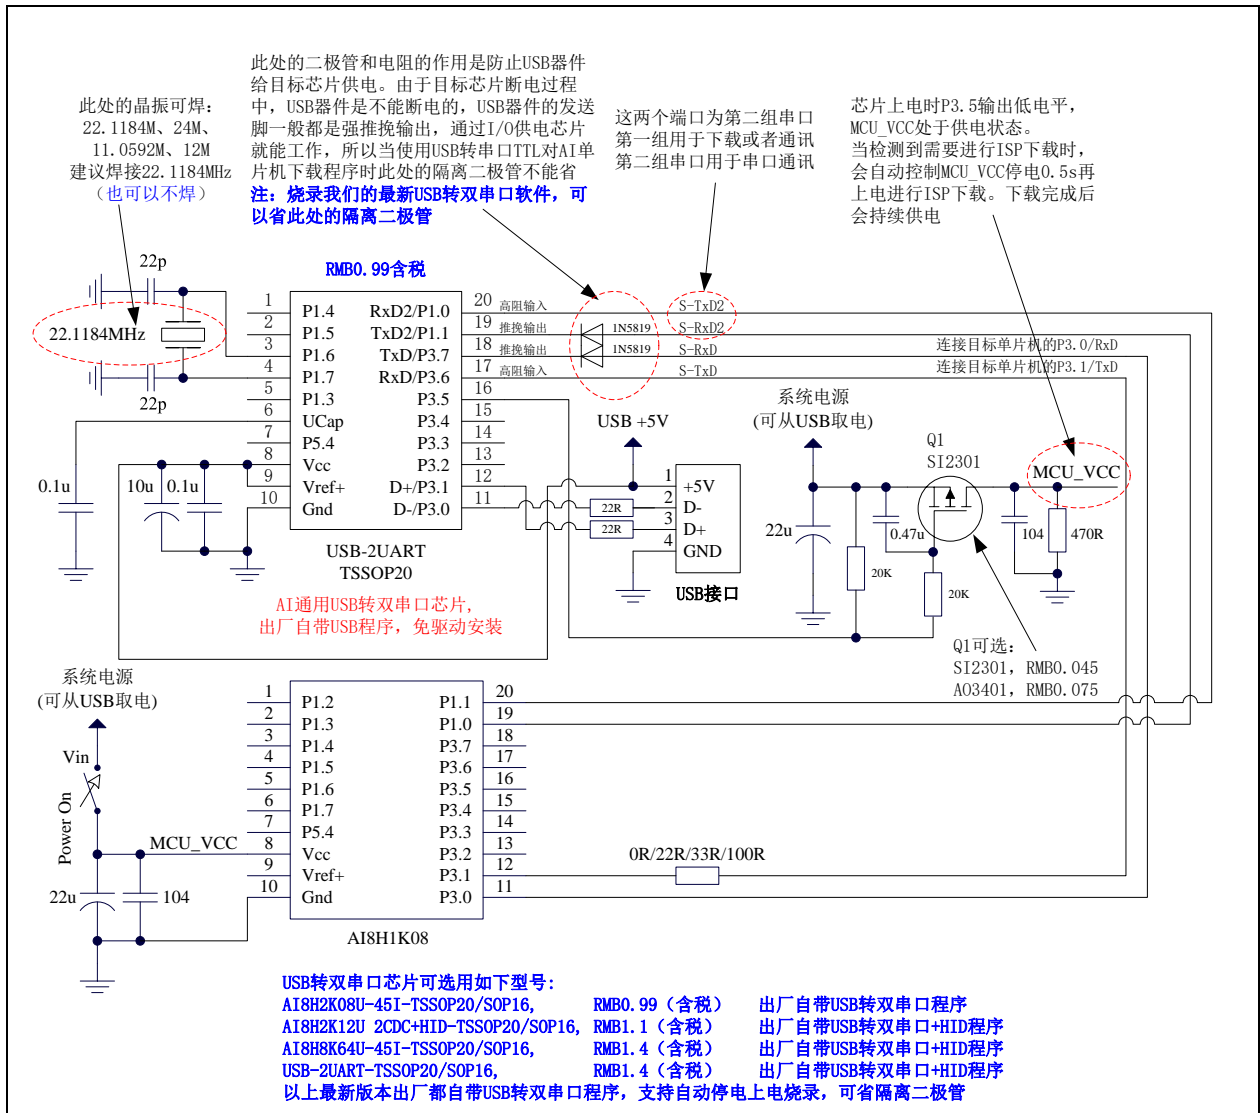 此处的晶振可焊：
22.1184M、24M、
11.0592M、12M
建议焊接22.1184MHz
（也可以不焊）
此处的二极管和电阻的作用是防止USB器件
给目标芯片供电。由于目标芯片断电过程
中，USB器件是不能断电的，USB器件的发送
脚一般都是强推挽输出，通过I/O供电芯片
就能工作，所以当使用USB转串口TTL对AI单
片机下载程序时此处的隔离二极管不能省
注：烧录我们的最新USB转双串口软件，可
以省此处的隔离二极管
这两个端口为第二组串口
第一组用于下载或者通讯
第二组串口用于串口通讯
芯片上电时P3.5输出低电平，
MCU_VCC处于供电状态。
当检测到需要进行ISP下载时，
会自动控制MCU_VCC停电0.5s再
上电进行ISP下载。下载完成后
会持续供电
22p
22.1184MHz
22p
RMB0.99含税
1 P1.4 RxD2/P1.0 20 高阻输入 S-TxD2
2 P1.5 TxD2/P1.1 19 推挽输出 1N5819 S-RxD2
3 P1.6 TxD/P3.7 18 推挽输出 1N5819 S-RxD 连接目标单片机的P3.0/RxD
4 P1.7 RxD/P3.6 17 高阻输入 S-TxD 连接目标单片机的P3.1/TxD
5 P1.3 P3.5 16
6 UCap P3.4 15
7 P5.4 P3.3 14
8 Vcc P3.2 13
9 Vref+ D+/P3.1 12
10 Gnd D-/P3.0 11
0.1u
10u
0.1u
USB-2UART
TSSOP20
AI通用USB转双串口芯片，
出厂自带USB程序，免驱动安装
USB +5V
22R
22R
1 +5V
2 D-
3 D+
4 GND
USB接口
系统电源
(可从USB取电)
Q1
SI2301
MCU_VCC
22u
0.47u
20K
20K
104
470R
Q1可选：
SI2301，RMB0.045
AO3401，RMB0.075
系统电源
(可从USB取电)
Vin
Power On
MCU_VCC
22u
104
1 P1.2 P1.1 20
2 P1.3 P1.0 19
3 P1.4 P3.7 18
4 P1.5 P3.6 17
5 P1.6 P3.5 16
6 P1.7 P3.4 15
7 P5.4 P3.3 14
8 Vcc P3.2 13
9 Vref+ P3.1 12
10 Gnd P3.0 11
0R/22R/33R/100R
AI8H1K08
USB转双串口芯片可选用如下型号:
AI8H2K08U-45I-TSSOP20/SOP16, RMB0.99（含税） 出厂自带USB转双串口程序
AI8H2K12U 2CDC+HID-TSSOP20/SOP16, RMB1.1（含税） 出厂自带USB转双串口+HID程序
AI8H8K64U-45I-TSSOP20/SOP16, RMB1.4（含税） 出厂自带USB转双串口+HID程序
USB-2UART-TSSOP20/SOP16, RMB1.4（含税） 出厂自带USB转双串口+HID程序
以上最新版本出厂都自带USB转双串口程序，支持自动停电上电烧录，可省隔离二极管